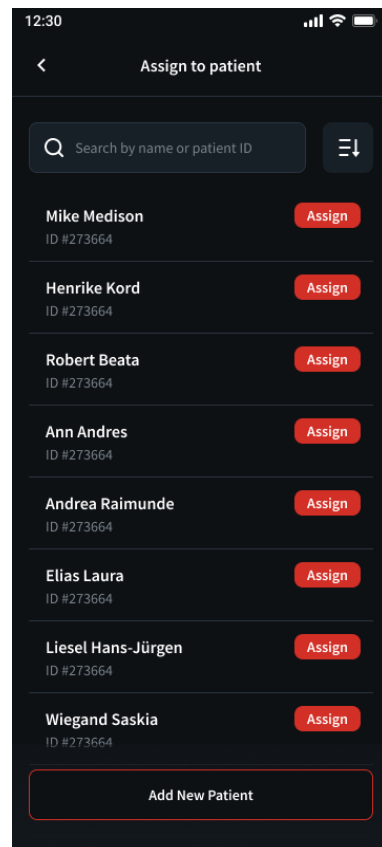 12:30
Assign to patient
Search by name or patient ID
Mike Medison
Assign
ID #273664
Henrike Kord
Assign
ID #273664
Robert Beata
Assign
ID #273664
Ann Andres
Assign
ID #273664
Andrea Raimunde
Assign
ID #273664
Elias Laura
Assign
ID #273664
Liesel Hans-Jürgen
Assign
ID #273664
Wiegand Saskia
Assign
ID #273664
Add New Patient